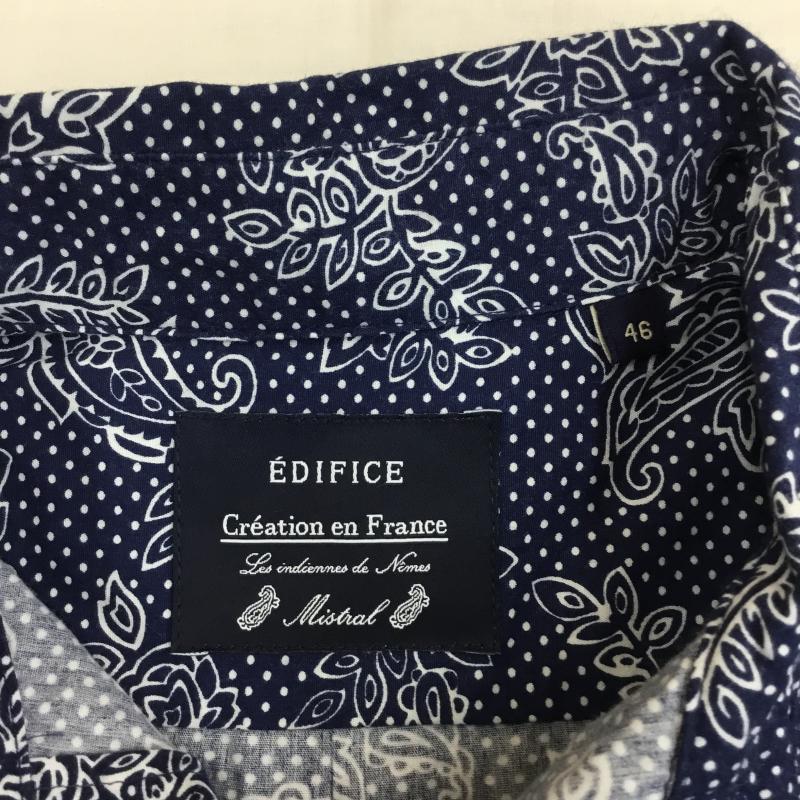 46
ÉDIFICE
Création en France
Les indiennes de Nîmes
Mistral